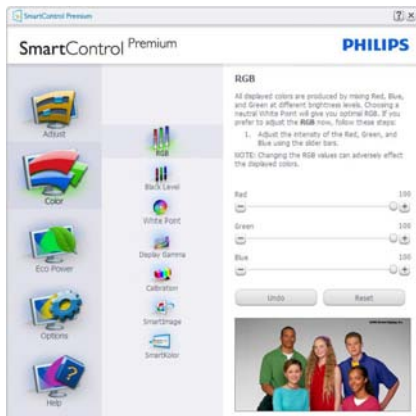 SmartControl Premium
SmartControl Premium
PHILIPS
Adjust
Color
Eco Power
Options
Help
RGB
Black Level
White Point
Display Gamma
Calibration
SmartImage
SmartKolor
RGB
All displayed colors are produced by mixing Red, Blue,
and Green at different brightness levels. Choosing a
neutral White Point will give you optimal RGB. If you
prefer to adjust the RGB now, follow these steps:
1. Adjust the intensity of the Red, Green, and
Blue using the slider bars.
NOTE: Changing the RGB values can adversely effect
the displayed colors.
Red 100
Green 100
Blue 100
Undo Reset